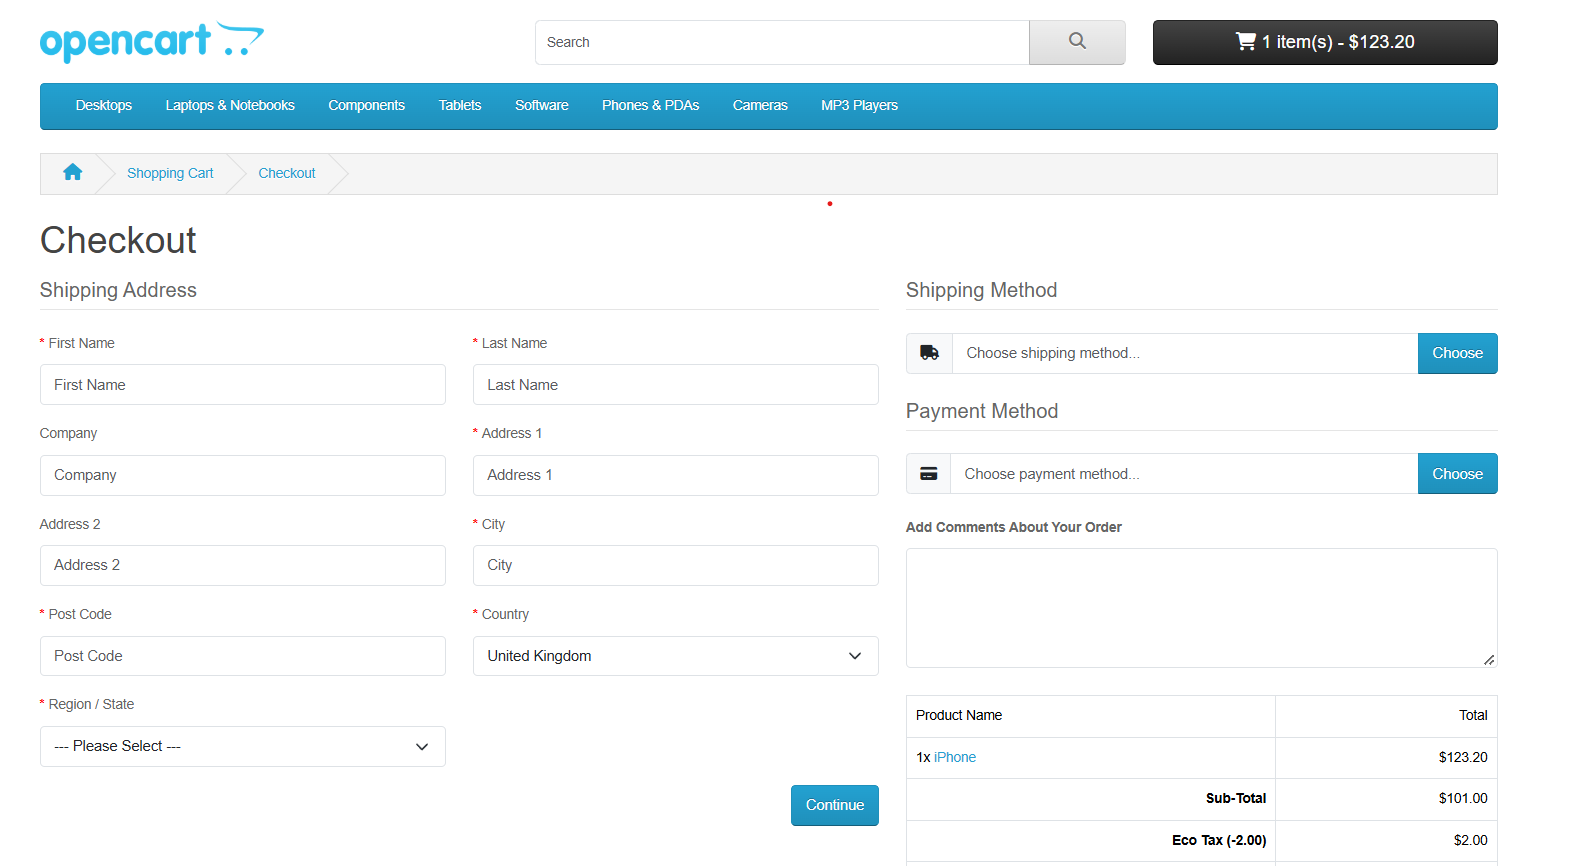 opencart
Search
1 item(s) - $123.20
Desktops Laptops & Notebooks Components Tablets Software Phones & PDAs Cameras MP3 Players
Shopping Cart Checkout
Checkout
Shipping Address
* First Name * Last Name
First Name Last Name
Company * Address 1
Company Address 1
Address 2 * City
Address 2 City
* Post Code * Country
Post Code United Kingdom
* Region / State
--- Please Select ---
Continue
Shipping Method
Choose shipping method... Choose
Payment Method
Choose payment method... Choose
Add Comments About Your Order
Product Name Total
1x iPhone $123.20
Sub-Total $101.00
Eco Tax (-2.00) $2.00